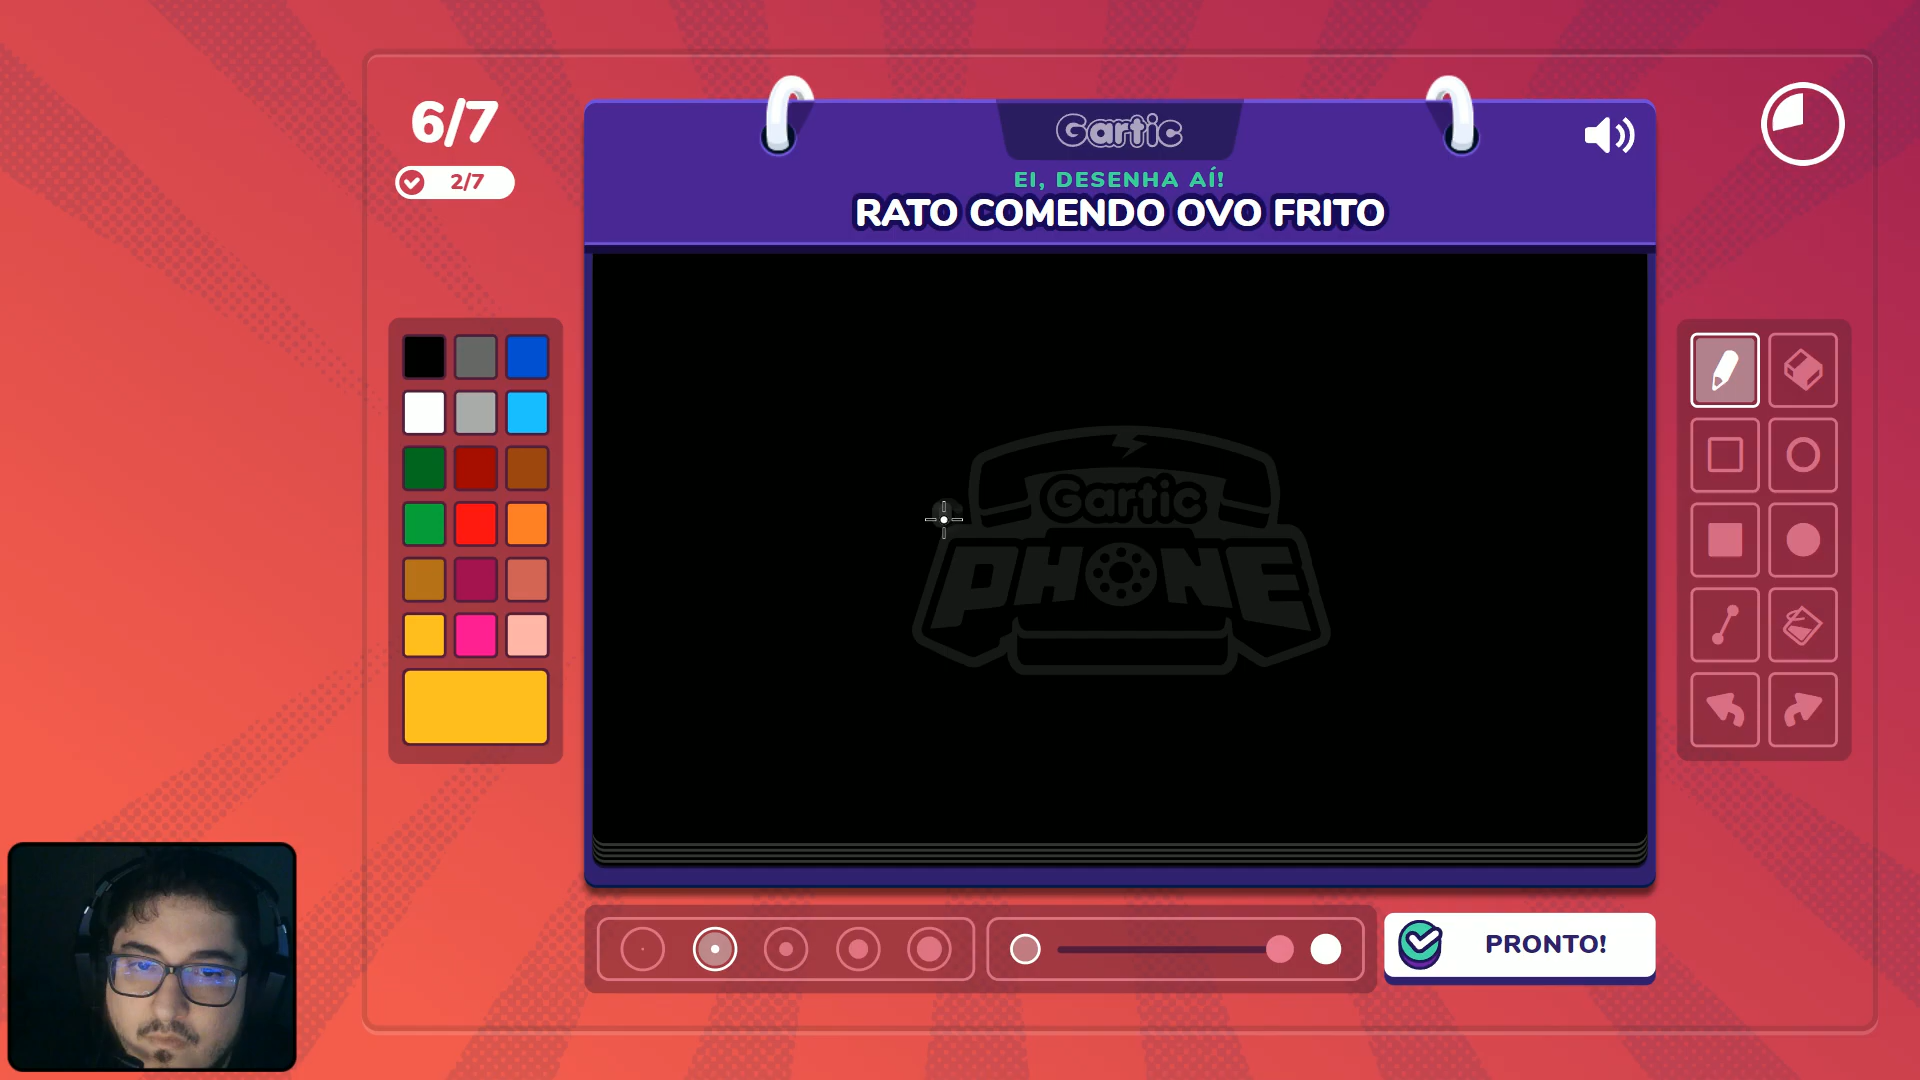 6/7
2/7
Gartic
EI, DESENHA AÍ!
RATO COMENDO OVO FRITO
Gartic
PHONE
PRONTO!